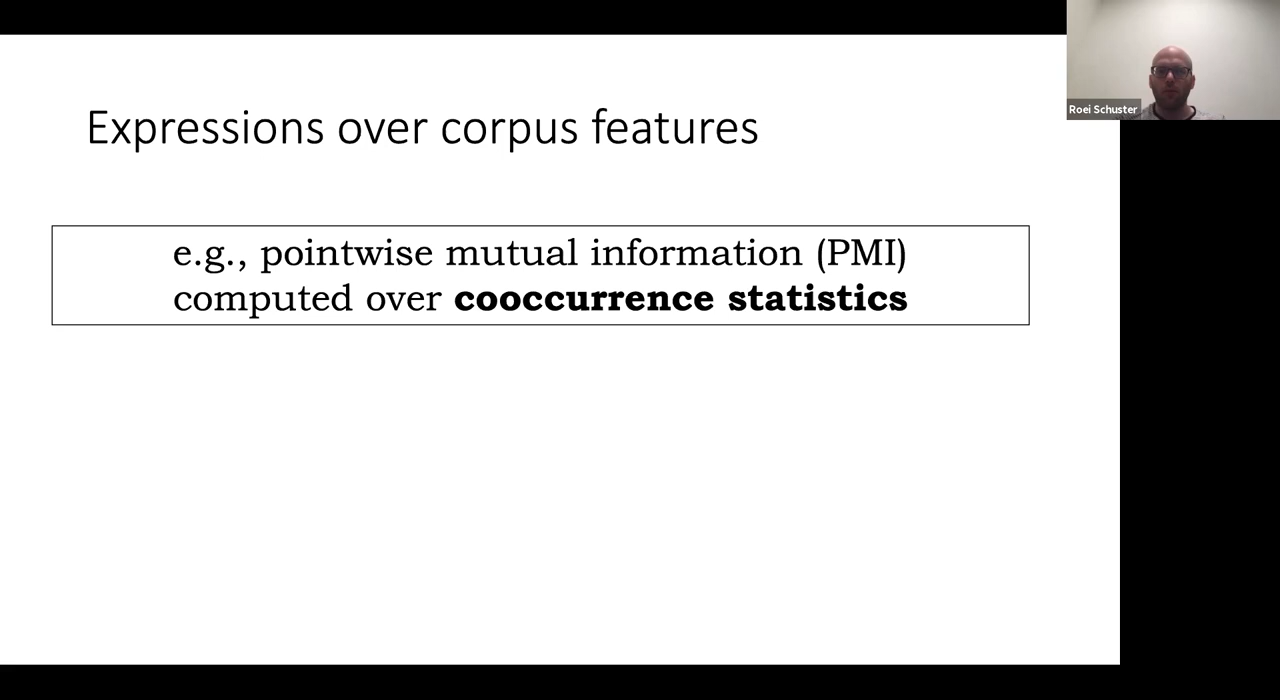 Expressions over corpus features
e.g., pointwise mutual information (PMI)
computed over cooccurrence statistics
Roei Schuster